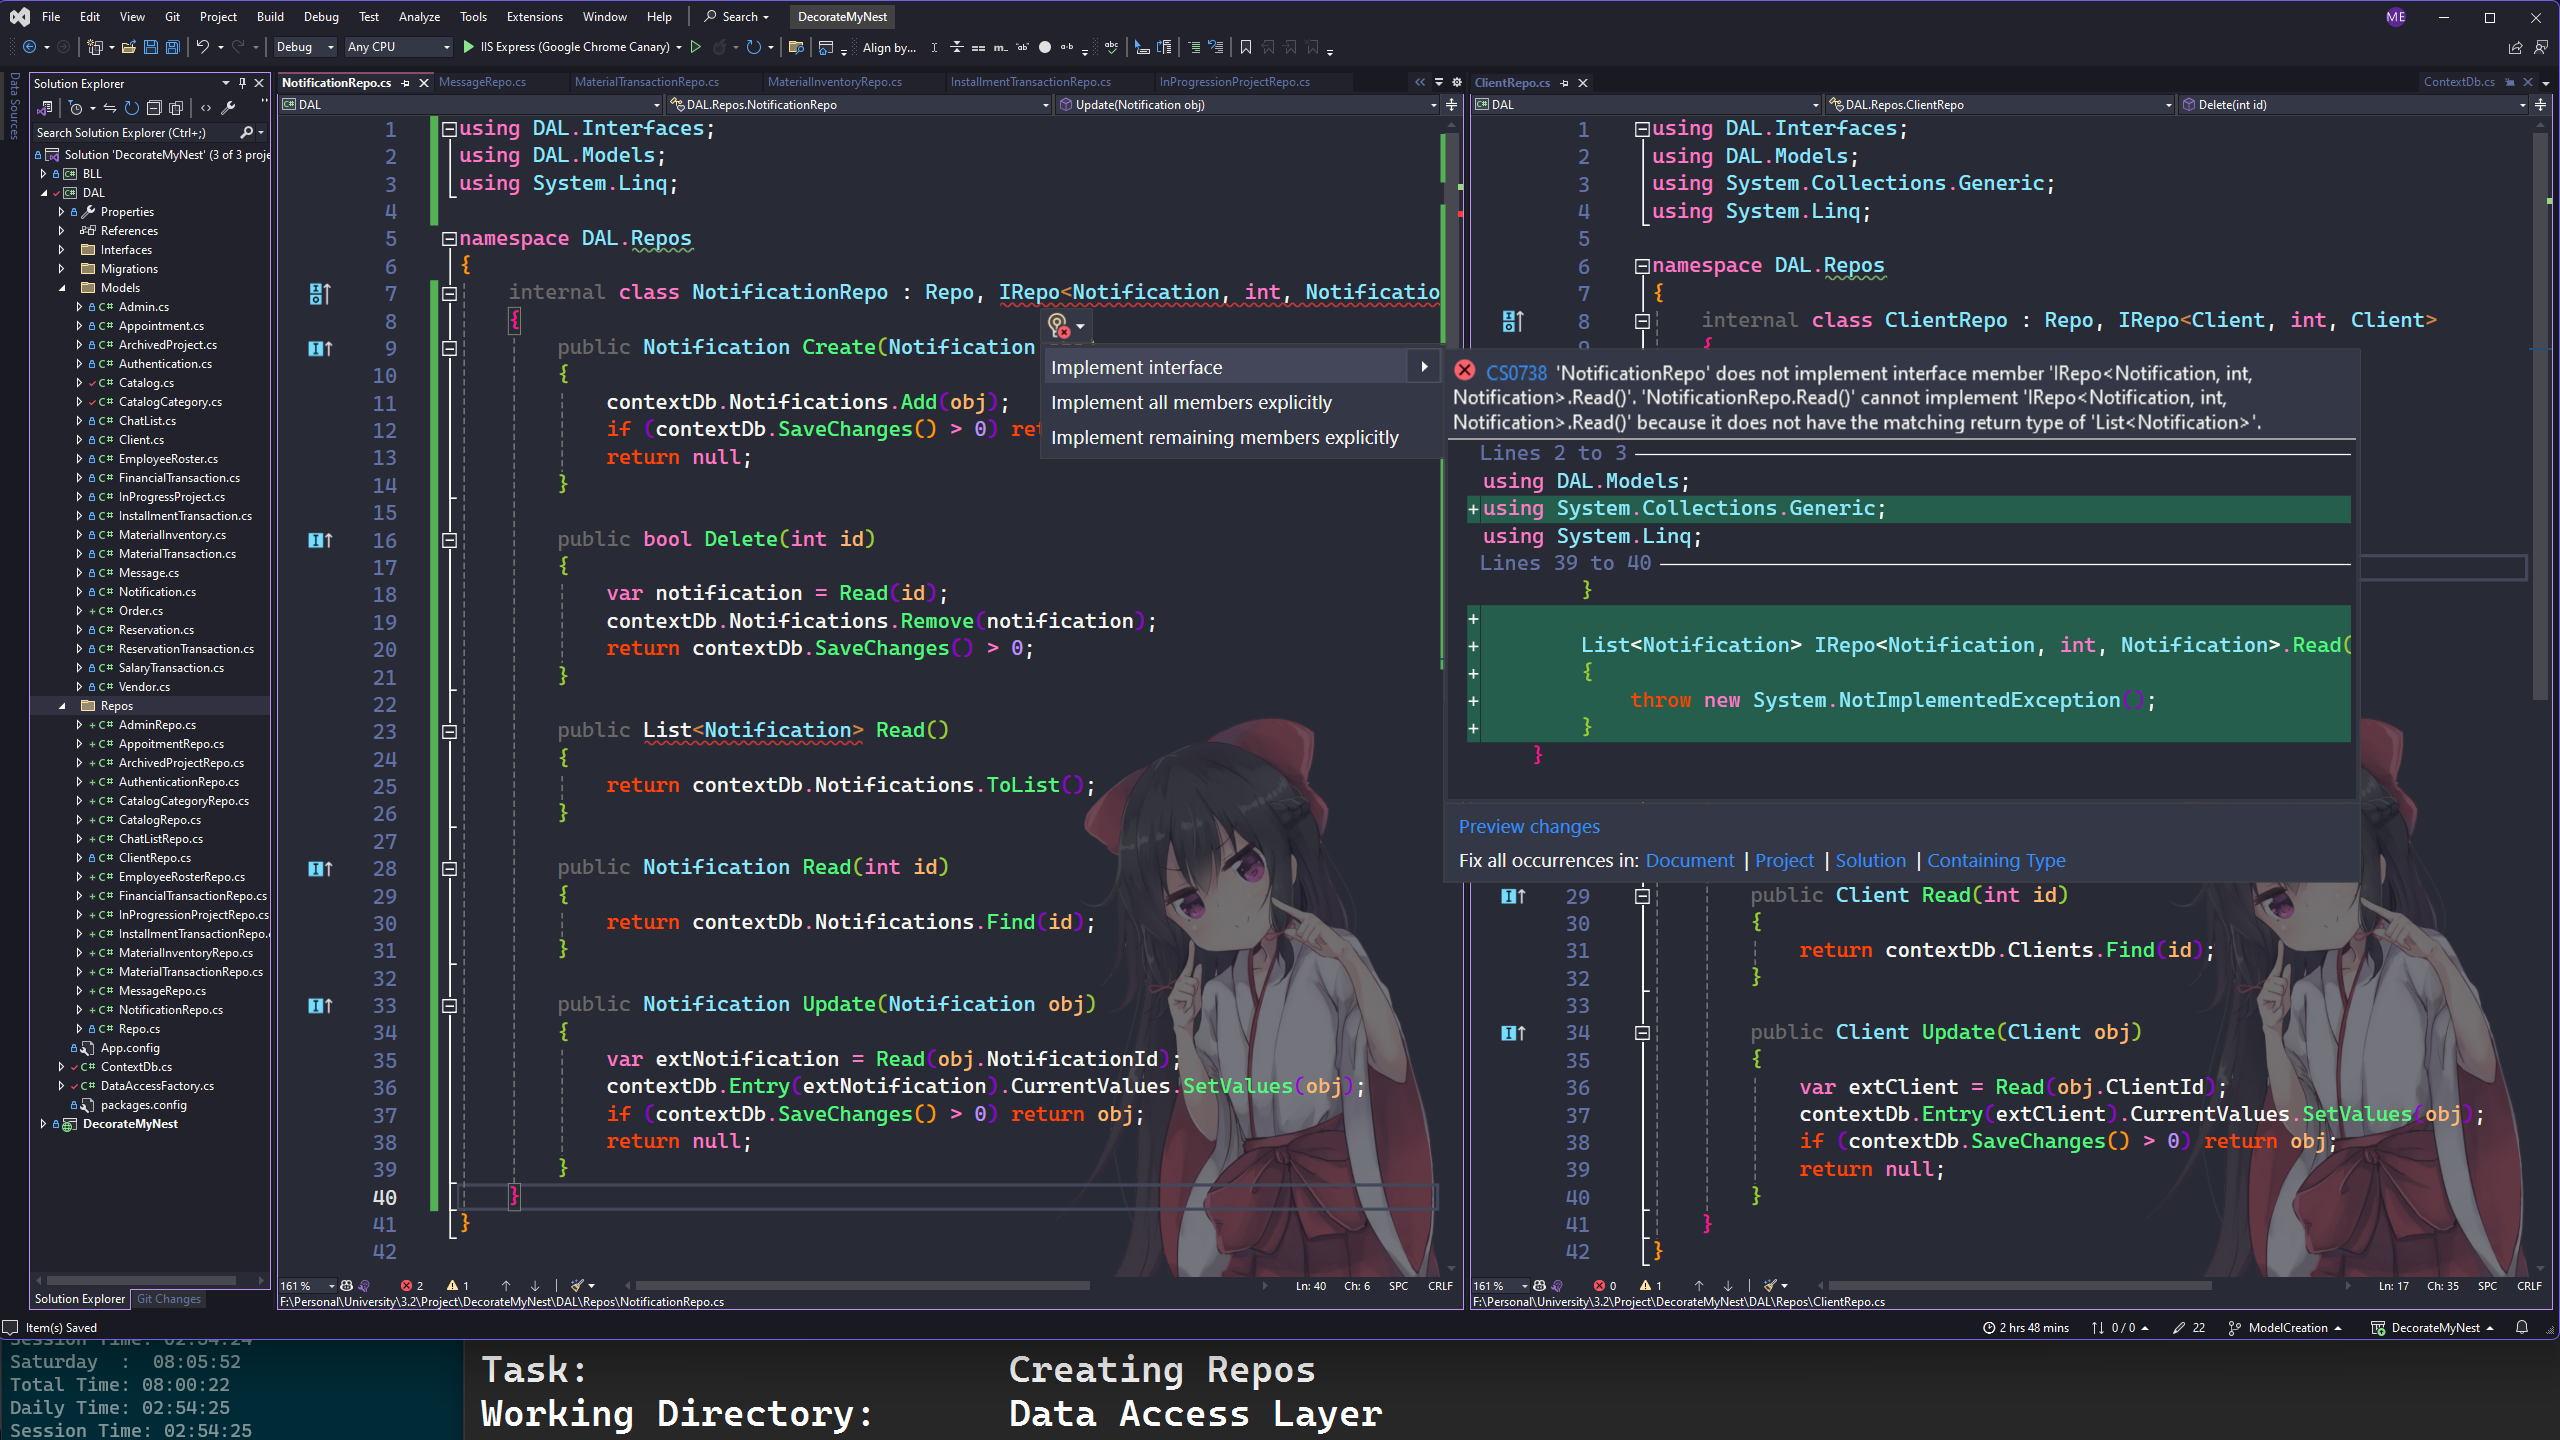 File Edit View Git Project Build Debug Test Analyze Tools Extensions Window Help Search DecorateMyNest ME
Debug Any CPU IIS Express (Google Chrome Canary) Align by...
Data Sources
Solution Explorer
Search Solution Explorer (Ctrl+;)
Solution 'DecorateMyNest' (3 of 3 proje
BLL
DAL
Properties
References
Interfaces
Migrations
Models
Admin.cs
Appointment.cs
ArchivedProject.cs
Authentication.cs
Catalog.cs
CatalogCategory.cs
ChatList.cs
Client.cs
EmployeeRoster.cs
FinancialTransaction.cs
InProgressProject.cs
InstallmentTransaction.cs
MaterialInventory.cs
MaterialTransaction.cs
Message.cs
Notification.cs
Order.cs
Reservation.cs
ReservationTransaction.cs
SalaryTransaction.cs
Vendor.cs
Repos
AdminRepo.cs
AppoitmentRepo.cs
ArchivedProjectRepo.cs
AuthenticationRepo.cs
CatalogCategoryRepo.cs
CatalogRepo.cs
ChatListRepo.cs
ClientRepo.cs
EmployeeRosterRepo.cs
FinancialTransactionRepo.cs
InProgressionProjectRepo.cs
InstallmentTransactionRepo.
MaterialInventoryRepo.cs
MaterialTransactionRepo.cs
MessageRepo.cs
NotificationRepo.cs
Repo.cs
App.config
ContextDb.cs
DataAccessFactory.cs
packages.config
DecorateMyNest
Solution Explorer Git Changes
NotificationRepo.cs MessageRepo.cs MaterialTransactionRepo.cs MaterialInventoryRepo.cs InstallmentTransactionRepo.cs InProgressionProjectRepo.cs
DAL DAL.Repos.NotificationRepo Update(Notification obj)
1 using DAL.Interfaces;
2 using DAL.Models;
3 using System.Linq;
4
5 namespace DAL.Repos
6 {
7 internal class NotificationRepo : Repo, IRepo<Notification, int, Notificatio
8 {
9 public Notification Create(Notification
10 {
11 contextDb.Notifications.Add(obj);
12 if (contextDb.SaveChanges() > 0) ret
13 return null;
14 }
15
16 public bool Delete(int id)
17 {
18 var notification = Read(id);
19 contextDb.Notifications.Remove(notification);
20 return contextDb.SaveChanges() > 0;
21 }
22
23 public List<Notification> Read()
24 {
25 return contextDb.Notifications.ToList();
26 }
27
28 public Notification Read(int id)
29 {
30 return contextDb.Notifications.Find(id);
31 }
32
33 public Notification Update(Notification obj)
34 {
35 var extNotification = Read(obj.NotificationId);
36 contextDb.Entry(extNotification).CurrentValues.SetValues(obj);
37 if (contextDb.SaveChanges() > 0) return obj;
38 return null;
39 }
40 }
41 }
42
161 % 2 1 Ln: 40 Ch: 6 SPC CRLF
F:\Personal\University\3.2\Project\DecorateMyNest\DAL\Repos\NotificationRepo.cs
Implement interface
Implement all members explicitly
Implement remaining members explicitly
CS0738 'NotificationRepo' does not implement interface member 'IRepo<Notification, int,
Notification>.Read()'. 'NotificationRepo.Read()' cannot implement 'IRepo<Notification, int,
Notification>.Read()' because it does not have the matching return type of 'List<Notification>'.
Lines 2 to 3
using DAL.Models;
+using System.Collections.Generic;
using System.Linq;
Lines 39 to 40
}
+
+ List<Notification> IRepo<Notification, int, Notification>.Read(
+ {
+ throw new System.NotImplementedException();
+ }
}
Preview changes
Fix all occurrences in: Document | Project | Solution | Containing Type
ClientRepo.cs ContextDb.cs
DAL DAL.Repos.ClientRepo Delete(int id)
1 using DAL.Interfaces;
2 using DAL.Models;
3 using System.Collections.Generic;
4 using System.Linq;
5
6 namespace DAL.Repos
7 {
8 internal class ClientRepo : Repo, IRepo<Client, int, Client>
29 public Client Read(int id)
30 {
31 return contextDb.Clients.Find(id);
32 }
33
34 public Client Update(Client obj)
35 {
36 var extClient = Read(obj.ClientId);
37 contextDb.Entry(extClient).CurrentValues.SetValues(obj);
38 if (contextDb.SaveChanges() > 0) return obj;
39 return null;
40 }
41 }
42 }
161 % 0 1 Ln: 17 Ch: 35 SPC CRLF
F:\Personal\University\3.2\Project\DecorateMyNest\DAL\Repos\ClientRepo.cs
Item(s) Saved 2 hrs 48 mins 0 / 0 22 ModelCreation DecorateMyNest
Session Time: 02:54:24
Saturday : 08:05:52
Total Time: 08:00:22
Daily Time: 02:54:25
Session Time: 02:54:25
Task: Creating Repos
Working Directory: Data Access Layer